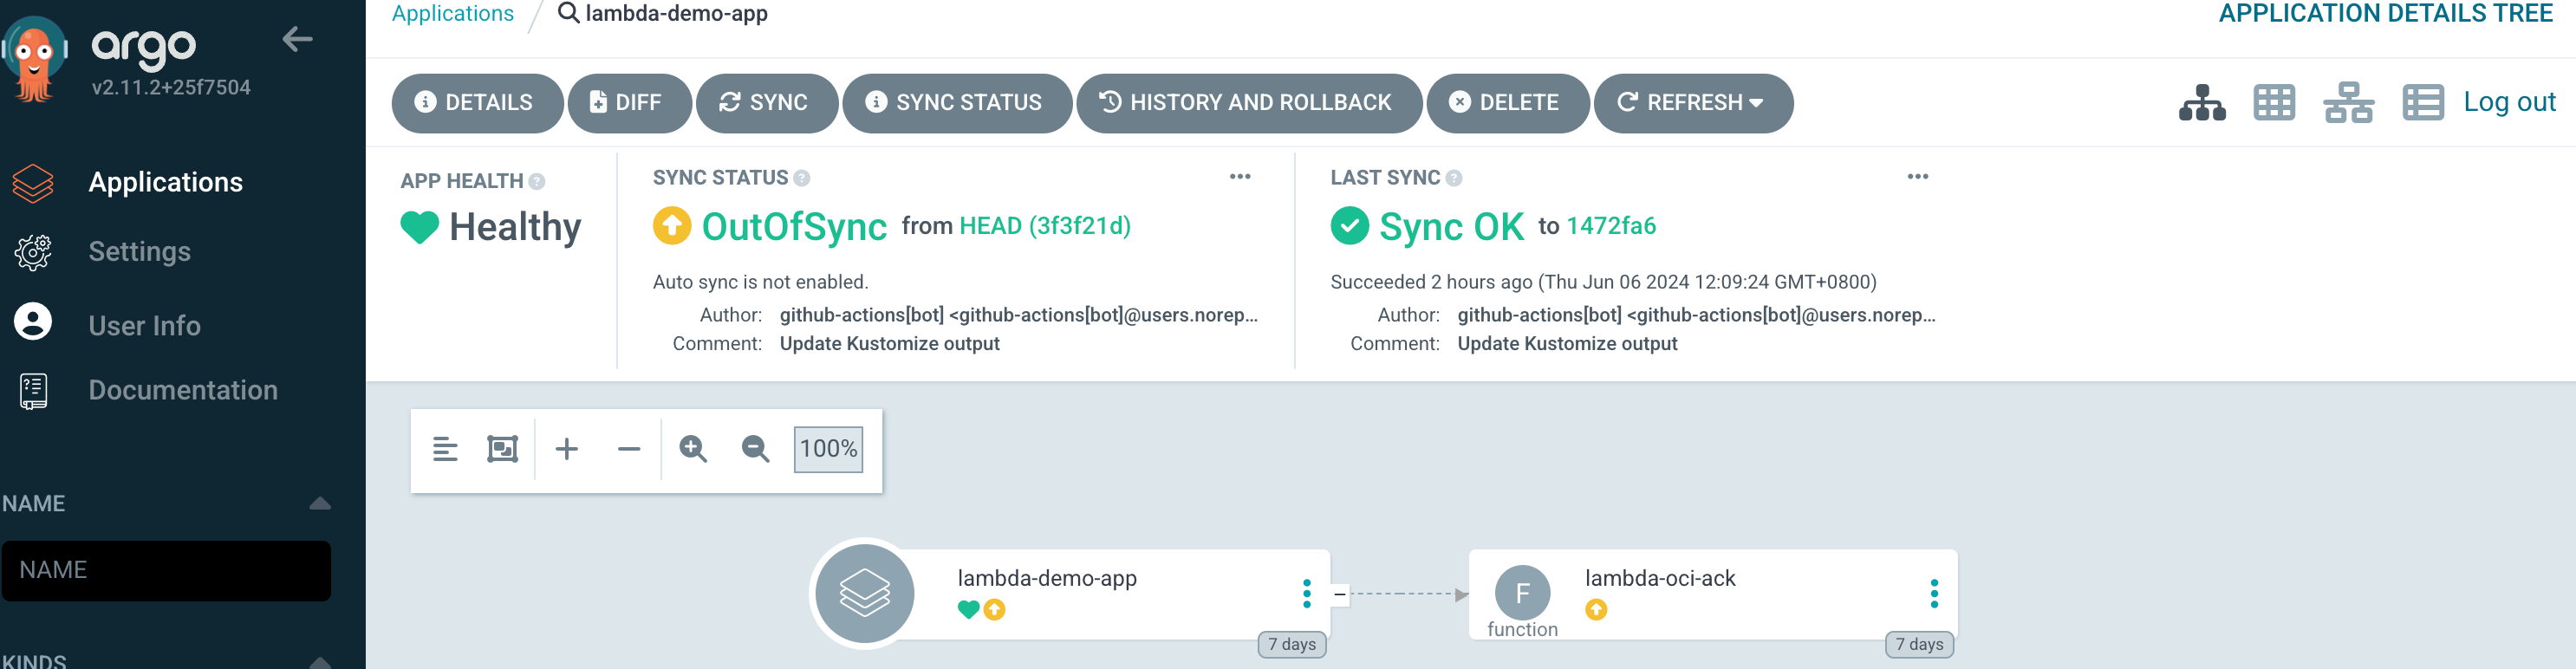 argo
v2.11.2+25f7504
Applications
Settings
User Info
Documentation
NAME
NAME
KINDS
Applications / lambda-demo-app
APPLICATION DETAILS TREE
DETAILS DIFF SYNC SYNC STATUS HISTORY AND ROLLBACK DELETE REFRESH Log out
APP HEALTH
Healthy
SYNC STATUS
OutOfSync from HEAD (3f3f21d)
Auto sync is not enabled.
Author: github-actions[bot] <github-actions[bot]@users.norep...
Comment: Update Kustomize output
LAST SYNC
Sync OK to 1472fa6
Succeeded 2 hours ago (Thu Jun 06 2024 12:09:24 GMT+0800)
Author: github-actions[bot] <github-actions[bot]@users.norep...
Comment: Update Kustomize output
100%
lambda-demo-app
7 days
F
function
lambda-oci-ack
7 days